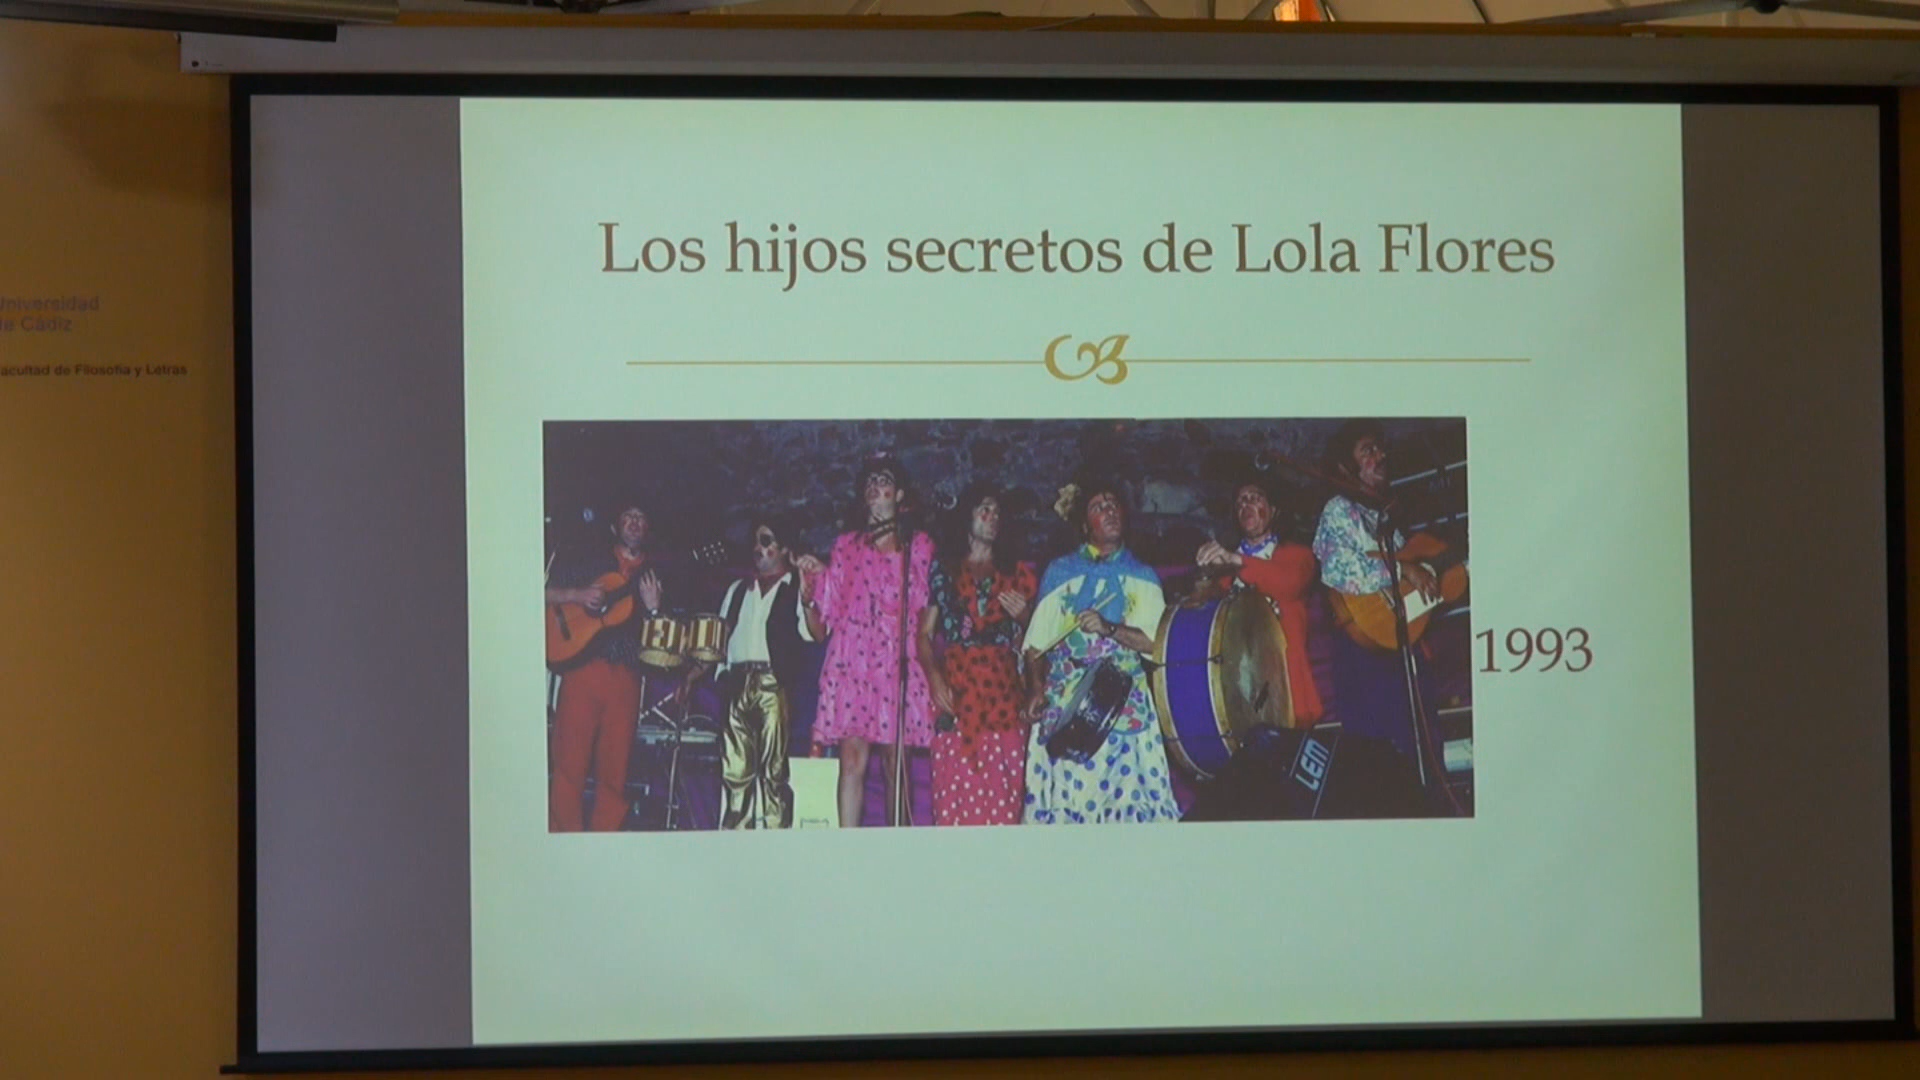 Universidad
de Cádiz
Facultad de Filosofía y Letras
Los hijos secretos de Lola Flores
1993
LEM